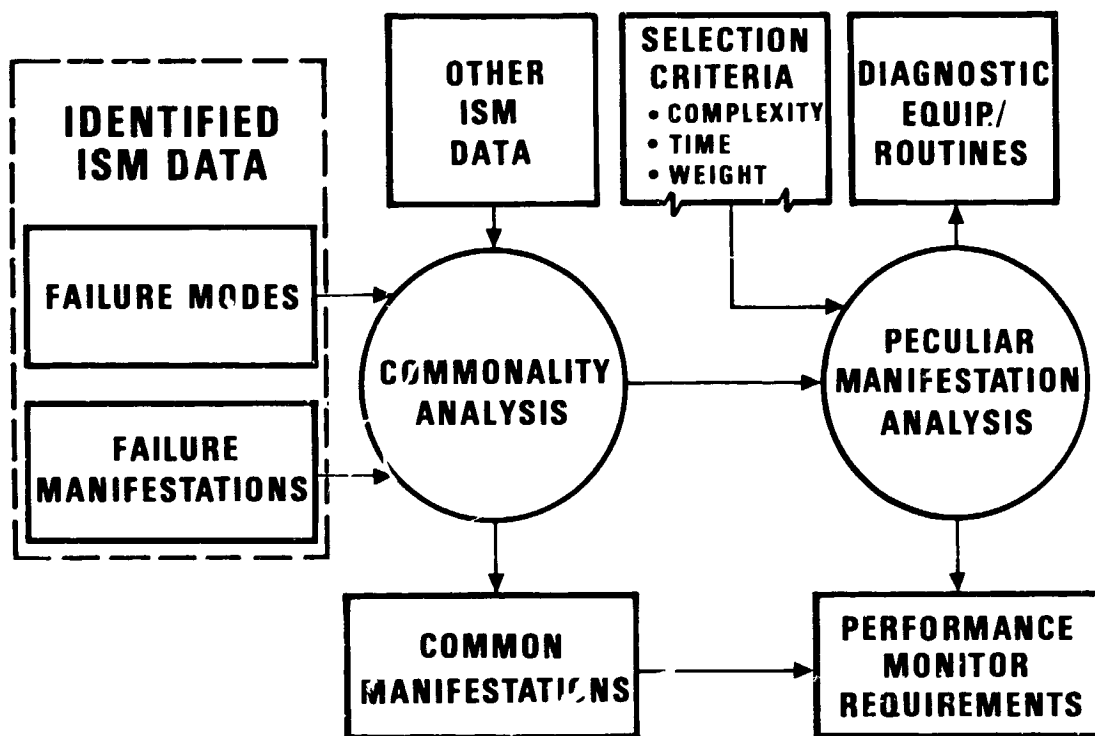 IDENTIFIED
ISM DATA
FAILURE MODES
FAILURE
MANIFESTATIONS
OTHER
ISM
DATA
COMMONALITY
ANALYSIS
COMMON
MANIFESTATIONS
SELECTION
CRITERIA
• COMPLEXITY
• TIME
• WEIGHT
DIAGNOSTIC
EQUIP./
ROUTINES
PECULIAR
MANIFESTATION
ANALYSIS
PERFORMANCE
MONITOR
REQUIREMENTS